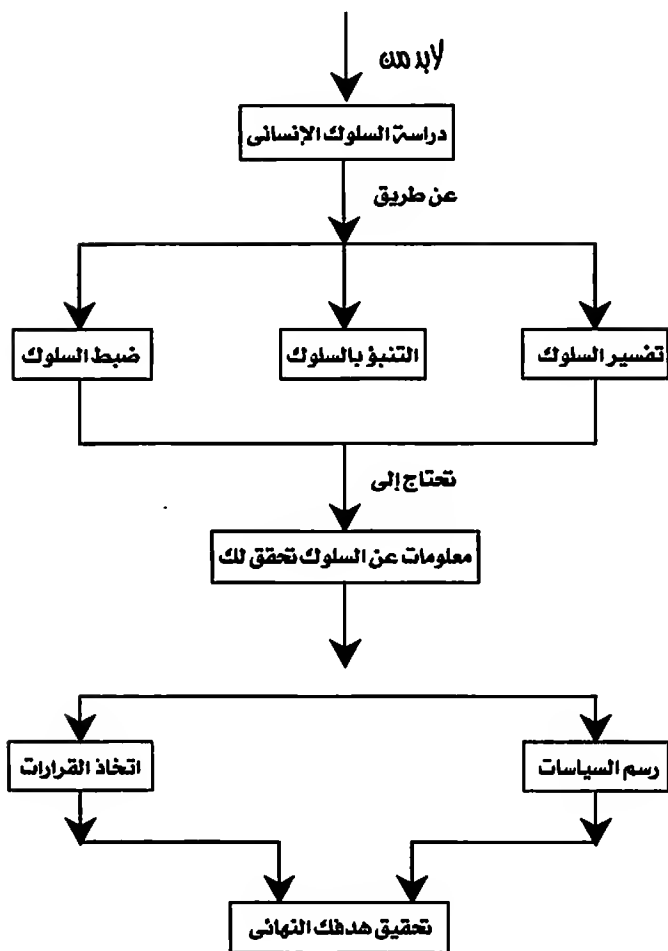 لابد من
دراسة السلوك الإنسانى
عن طريق
تفسير السلوك
التنبؤ بالسلوك
ضبط السلوك
تحتاج إلى
معلومات عن السلوك تحقق لك
رسم السياسات
اتخاذ القرارات
تحقيق هدفك النهائى